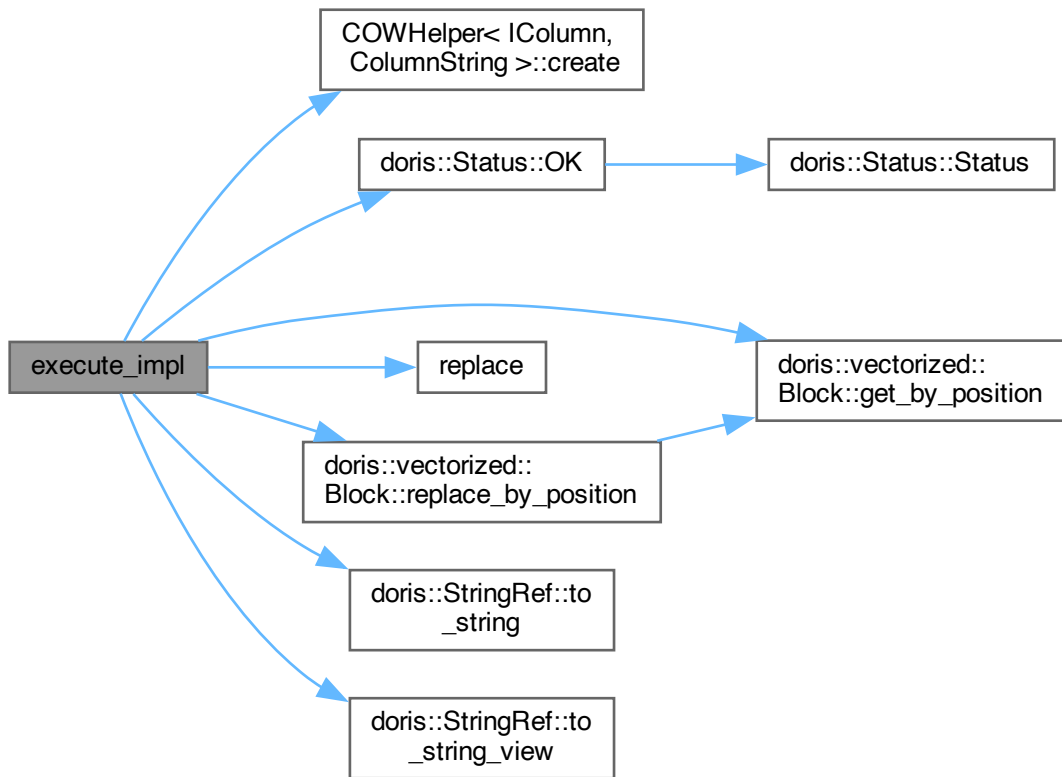 COWHelper< IColumn,
ColumnString >::create
doris::Status::OK
doris::Status::Status
execute_impl
replace
doris::vectorized::
Block::get_by_position
doris::vectorized::
Block::replace_by_position
doris::StringRef::to
_string
doris::StringRef::to
_string_view